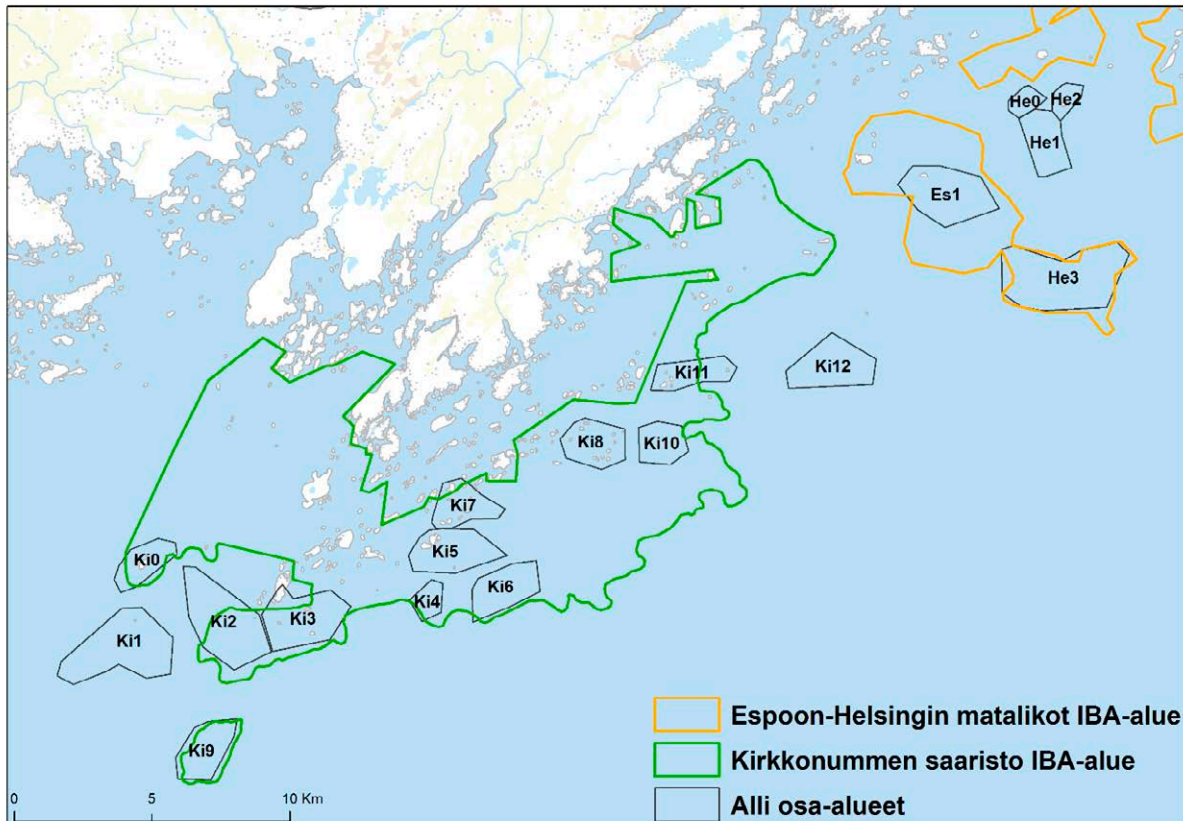 He0
He2
He1
Es1
He3
Ki11
Ki12
Ki8
Ki10
Ki7
Ki0
Ki5
Ki6
Ki4
Ki2
Ki3
Ki1
Ki9
Espoon-Helsingin matalikot IBA-alue
Kirkkonummen saaristo IBA-alue
Alli osa-alueet
0 5 10 Km